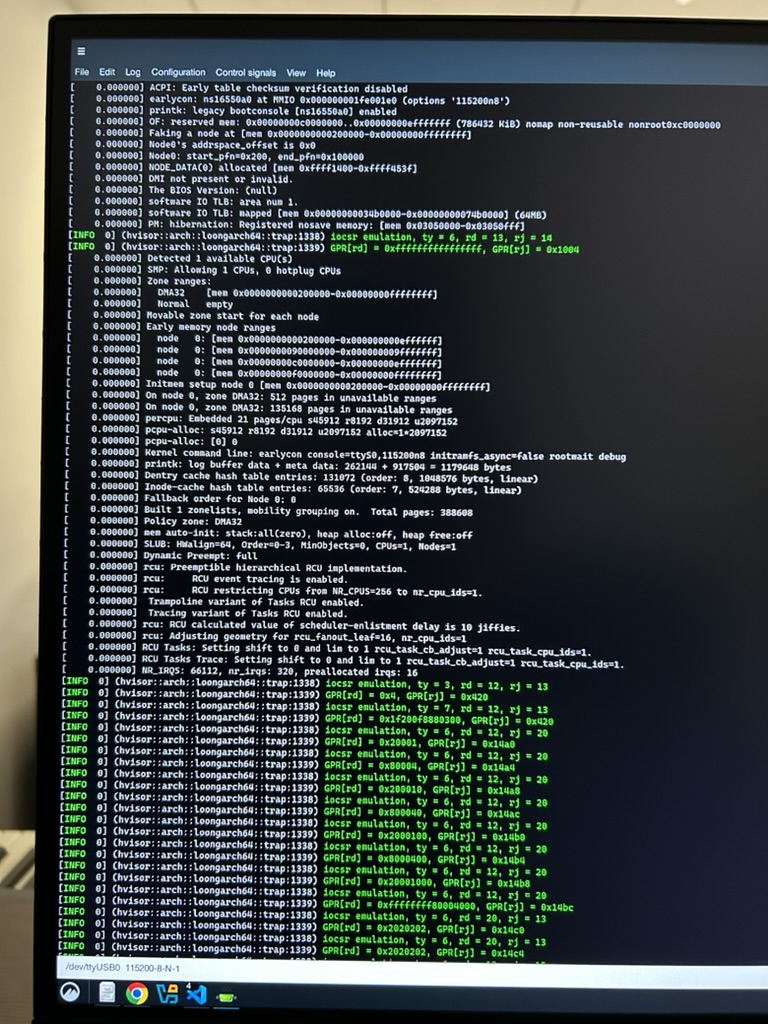 File Edit Log Configuration Control signals View Help
[    0.000000] ACPI: Early table checksum verification disabled
[    0.000000] earlycon: ns16550a0 at MMIO 0x000000001fe001e0 (options '115200n8')
[    0.000000] printk: legacy bootconsole [ns16550a0] enabled
[    0.000000] OF: reserved mem: 0x00000000c0000000..0x00000000efffffff (786432 KiB) nomap non-reusable nonroot@0xc0000000
[    0.000000] Faking a node at [mem 0x0000000000200000-0x00000000ffffffff]
[    0.000000] Node0's addrspace_offset is 0x0
[    0.000000] Node0: start_pfn=0x200, end_pfn=0x100000
[    0.000000] NODE_DATA(0) allocated [mem 0xffff1400-0xffff453f]
[    0.000000] DMI not present or invalid.
[    0.000000] The BIOS Version: (null)
[    0.000000] software IO TLB: area num 1.
[    0.000000] software IO TLB: mapped [mem 0x00000000034b0000-0x00000000074b0000] (64MB)
[    0.000000] PM: hibernation: Registered nosave memory: [mem 0x03050000-0x03050fff]
[INFO  0] (hvisor::arch::loongarch64::trap:1338) iocsr emulation, ty = 6, rd = 13, rj = 14
[INFO  0] (hvisor::arch::loongarch64::trap:1339) GPR[rd] = 0xffffffffffffffff, GPR[rj] = 0x1004
[    0.000000] Detected 1 available CPU(s)
[    0.000000] SMP: Allowing 1 CPUs, 0 hotplug CPUs
[    0.000000] Zone ranges:
[    0.000000]   DMA32    [mem 0x0000000000200000-0x00000000ffffffff]
[    0.000000]   Normal   empty
[    0.000000] Movable zone start for each node
[    0.000000] Early memory node ranges
[    0.000000]   node   0: [mem 0x0000000000200000-0x000000000effffff]
[    0.000000]   node   0: [mem 0x0000000090000000-0x000000009fffffff]
[    0.000000]   node   0: [mem 0x00000000c0000000-0x00000000efffffff]
[    0.000000]   node   0: [mem 0x00000000f0000000-0x00000000ffffffff]
[    0.000000] Initmem setup node 0 [mem 0x0000000000200000-0x00000000ffffffff]
[    0.000000] On node 0, zone DMA32: 512 pages in unavailable ranges
[    0.000000] On node 0, zone DMA32: 135168 pages in unavailable ranges
[    0.000000] percpu: Embedded 21 pages/cpu s45912 r8192 d31912 u2097152
[    0.000000] pcpu-alloc: s45912 r8192 d31912 u2097152 alloc=1*2097152
[    0.000000] pcpu-alloc: [0] 0
[    0.000000] Kernel command line: earlycon console=ttyS0,115200n8 initramfs_async=false rootwait debug
[    0.000000] printk: log buffer data + meta data: 262144 + 917504 = 1179648 bytes
[    0.000000] Dentry cache hash table entries: 131072 (order: 8, 1048576 bytes, linear)
[    0.000000] Inode-cache hash table entries: 65536 (order: 7, 524288 bytes, linear)
[    0.000000] Fallback order for Node 0: 0
[    0.000000] Built 1 zonelists, mobility grouping on.  Total pages: 388608
[    0.000000] Policy zone: DMA32
[    0.000000] mem auto-init: stack:all(zero), heap alloc:off, heap free:off
[    0.000000] SLUB: HWalign=64, Order=0-3, MinObjects=0, CPUs=1, Nodes=1
[    0.000000] Dynamic Preempt: full
[    0.000000] rcu: Preemptible hierarchical RCU implementation.
[    0.000000] rcu:     RCU event tracing is enabled.
[    0.000000] rcu:     RCU restricting CPUs from NR_CPUS=256 to nr_cpu_ids=1.
[    0.000000]  Trampoline variant of Tasks RCU enabled.
[    0.000000]  Tracing variant of Tasks RCU enabled.
[    0.000000] rcu: RCU calculated value of scheduler-enlistment delay is 10 jiffies.
[    0.000000] rcu: Adjusting geometry for rcu_fanout_leaf=16, nr_cpu_ids=1
[    0.000000] RCU Tasks: Setting shift to 0 and lim to 1 rcu_task_cb_adjust=1 rcu_task_cpu_ids=1.
[    0.000000] RCU Tasks Trace: Setting shift to 0 and lim to 1 rcu_task_cb_adjust=1 rcu_task_cpu_ids=1.
[    0.000000] NR_IRQS: 66112, nr_irqs: 320, preallocated irqs: 16
[INFO  0] (hvisor::arch::loongarch64::trap:1338) iocsr emulation, ty = 3, rd = 12, rj = 13
[INFO  0] (hvisor::arch::loongarch64::trap:1339) GPR[rd] = 0x4, GPR[rj] = 0x420
[INFO  0] (hvisor::arch::loongarch64::trap:1338) iocsr emulation, ty = 7, rd = 12, rj = 13
[INFO  0] (hvisor::arch::loongarch64::trap:1339) GPR[rd] = 0x1f200f8880300, GPR[rj] = 0x420
[INFO  0] (hvisor::arch::loongarch64::trap:1338) iocsr emulation, ty = 6, rd = 12, rj = 20
[INFO  0] (hvisor::arch::loongarch64::trap:1339) GPR[rd] = 0x20001, GPR[rj] = 0x14a0
[INFO  0] (hvisor::arch::loongarch64::trap:1338) iocsr emulation, ty = 6, rd = 12, rj = 20
[INFO  0] (hvisor::arch::loongarch64::trap:1339) GPR[rd] = 0x80004, GPR[rj] = 0x14a4
[INFO  0] (hvisor::arch::loongarch64::trap:1338) iocsr emulation, ty = 6, rd = 12, rj = 20
[INFO  0] (hvisor::arch::loongarch64::trap:1339) GPR[rd] = 0x200010, GPR[rj] = 0x14a8
[INFO  0] (hvisor::arch::loongarch64::trap:1338) iocsr emulation, ty = 6, rd = 12, rj = 20
[INFO  0] (hvisor::arch::loongarch64::trap:1339) GPR[rd] = 0x800040, GPR[rj] = 0x14ac
[INFO  0] (hvisor::arch::loongarch64::trap:1338) iocsr emulation, ty = 6, rd = 12, rj = 20
[INFO  0] (hvisor::arch::loongarch64::trap:1339) GPR[rd] = 0x2000100, GPR[rj] = 0x14b0
[INFO  0] (hvisor::arch::loongarch64::trap:1338) iocsr emulation, ty = 6, rd = 12, rj = 20
[INFO  0] (hvisor::arch::loongarch64::trap:1339) GPR[rd] = 0x8000400, GPR[rj] = 0x14b4
[INFO  0] (hvisor::arch::loongarch64::trap:1338) iocsr emulation, ty = 6, rd = 12, rj = 20
[INFO  0] (hvisor::arch::loongarch64::trap:1339) GPR[rd] = 0x20001000, GPR[rj] = 0x14b8
[INFO  0] (hvisor::arch::loongarch64::trap:1338) iocsr emulation, ty = 6, rd = 12, rj = 20
[INFO  0] (hvisor::arch::loongarch64::trap:1339) GPR[rd] = 0xffffffff80004000, GPR[rj] = 0x14bc
[INFO  0] (hvisor::arch::loongarch64::trap:1338) iocsr emulation, ty = 6, rd = 20, rj = 13
[INFO  0] (hvisor::arch::loongarch64::trap:1339) GPR[rd] = 0x2020202, GPR[rj] = 0x14c0
[INFO  0] (hvisor::arch::loongarch64::trap:1338) iocsr emulation, ty = 6, rd = 20, rj = 13
[INFO  0] (hvisor::arch::loongarch64::trap:1339) GPR[rd] = 0x2020202, GPR[rj] = 0x14c4
/dev/ttyUSB0 115200-8-N-1
4